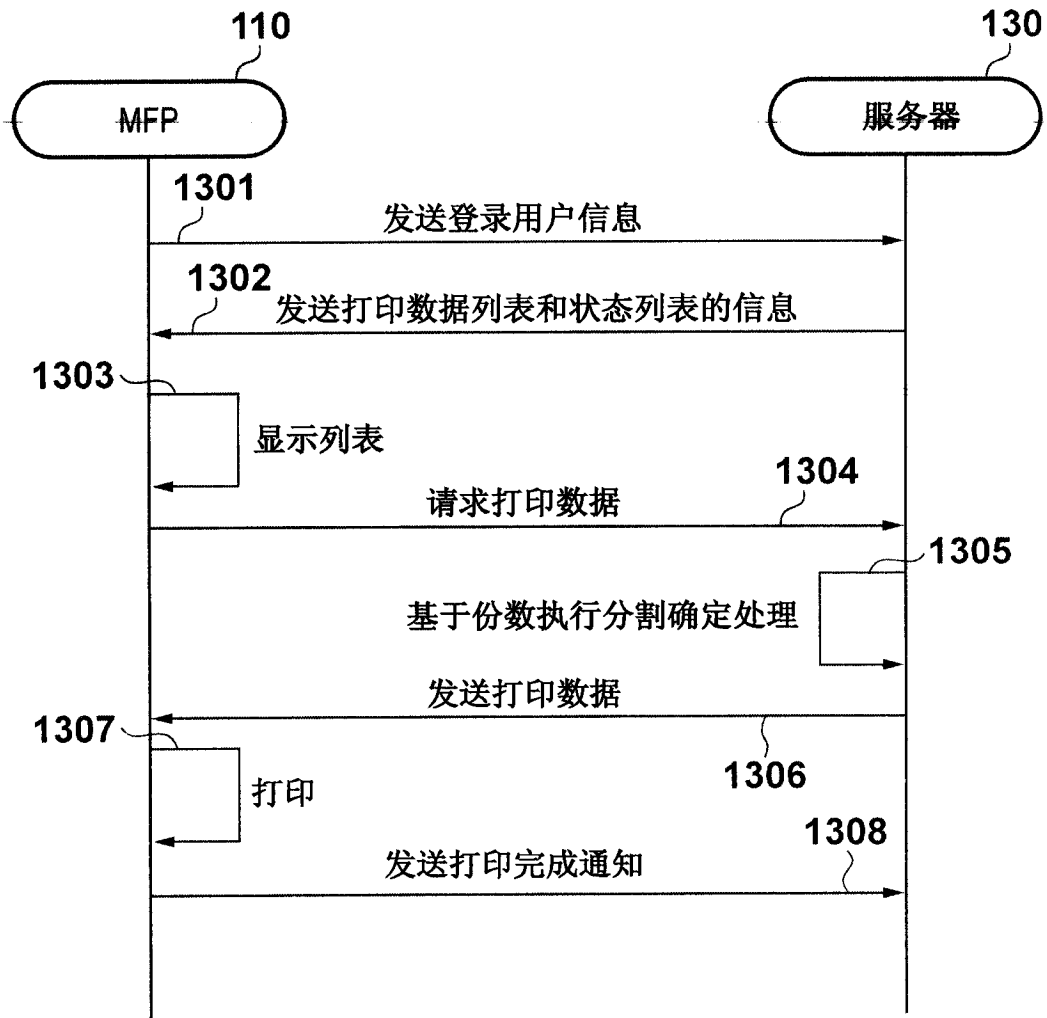 110
130
MFP
服务器
1301
发送登录用户信息
1302
发送打印数据列表和状态列表的信息
1303
显示列表
1304
请求打印数据
1305
基于份数执行分割确定处理
发送打印数据
1306
1307
打印
1308
发送打印完成通知